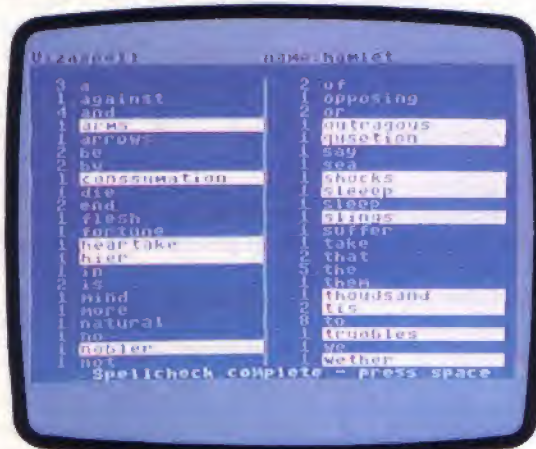 Vizaspell name:hamlet
3 a
1 against
4 and
1 arms
1 arrows
2 be
2 by
1 conssumation
1 die
2 end
1 flesh
1 fortune
1 heartake
1 hier
1 in
2 is
1 mind
1 more
1 natural
1 no
1 nobler
1 not
2 of
1 opposing
2 or
1 outragous
1 qusetion
1 say
1 sea
1 shocks
1 sleeep
1 sleep
1 slings
1 suffer
1 take
2 that
5 the
1 them
1 thoudsand
2 tis
8 to
1 truobles
1 we
1 wether
Spellcheck complete - press space